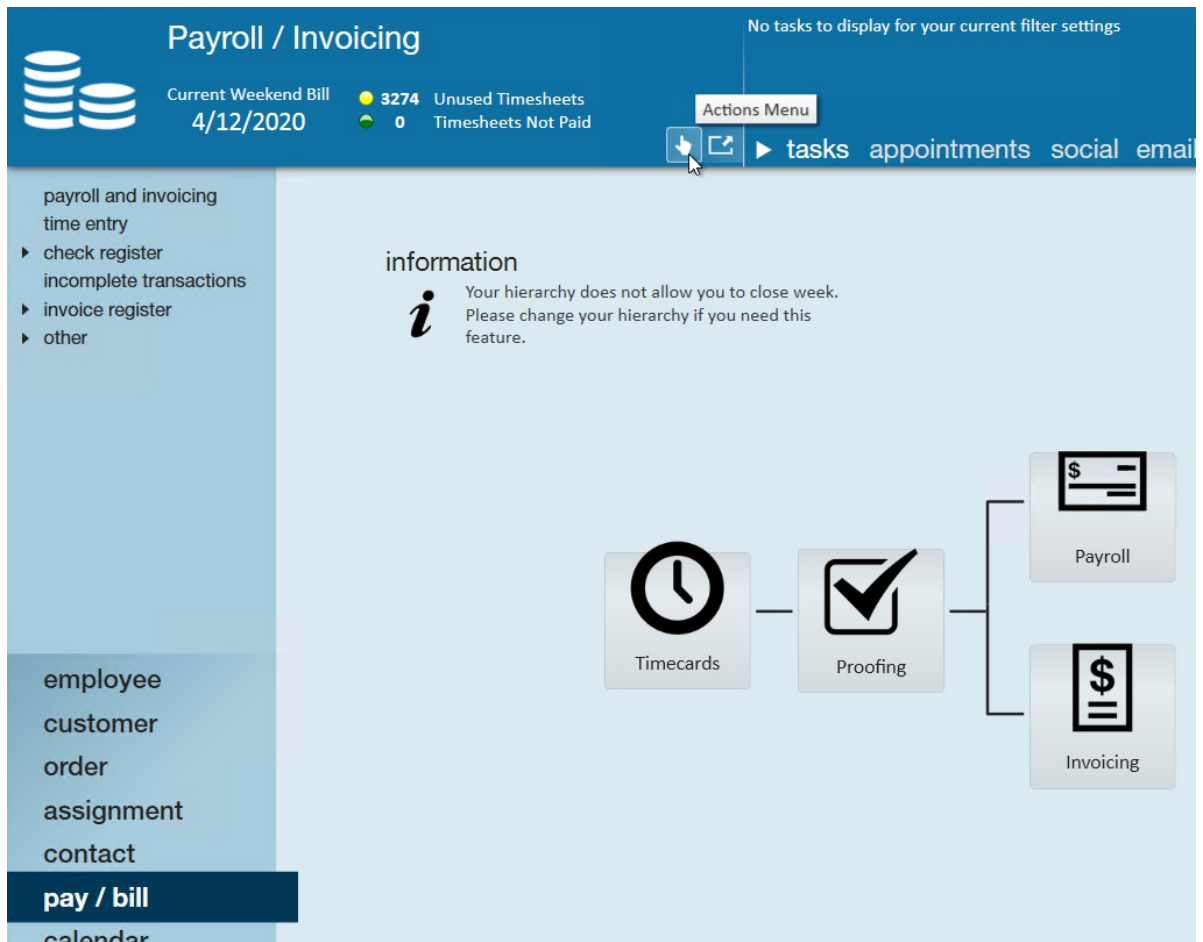 Payroll / Invoicing
No tasks to display for your current filter settings
Current Weekend Bill
4/12/2020
3274 Unused Timesheets
0 Timesheets Not Paid
Actions Menu
tasks appointments social email
payroll and invoicing
time entry
check register
incomplete transactions
invoice register
other
information
Your hierarchy does not allow you to close week.
Please change your hierarchy if you need this
feature.
$
Payroll
Timecards
Proofing
$
Invoicing
employee
customer
order
assignment
contact
pay / bill
calendar